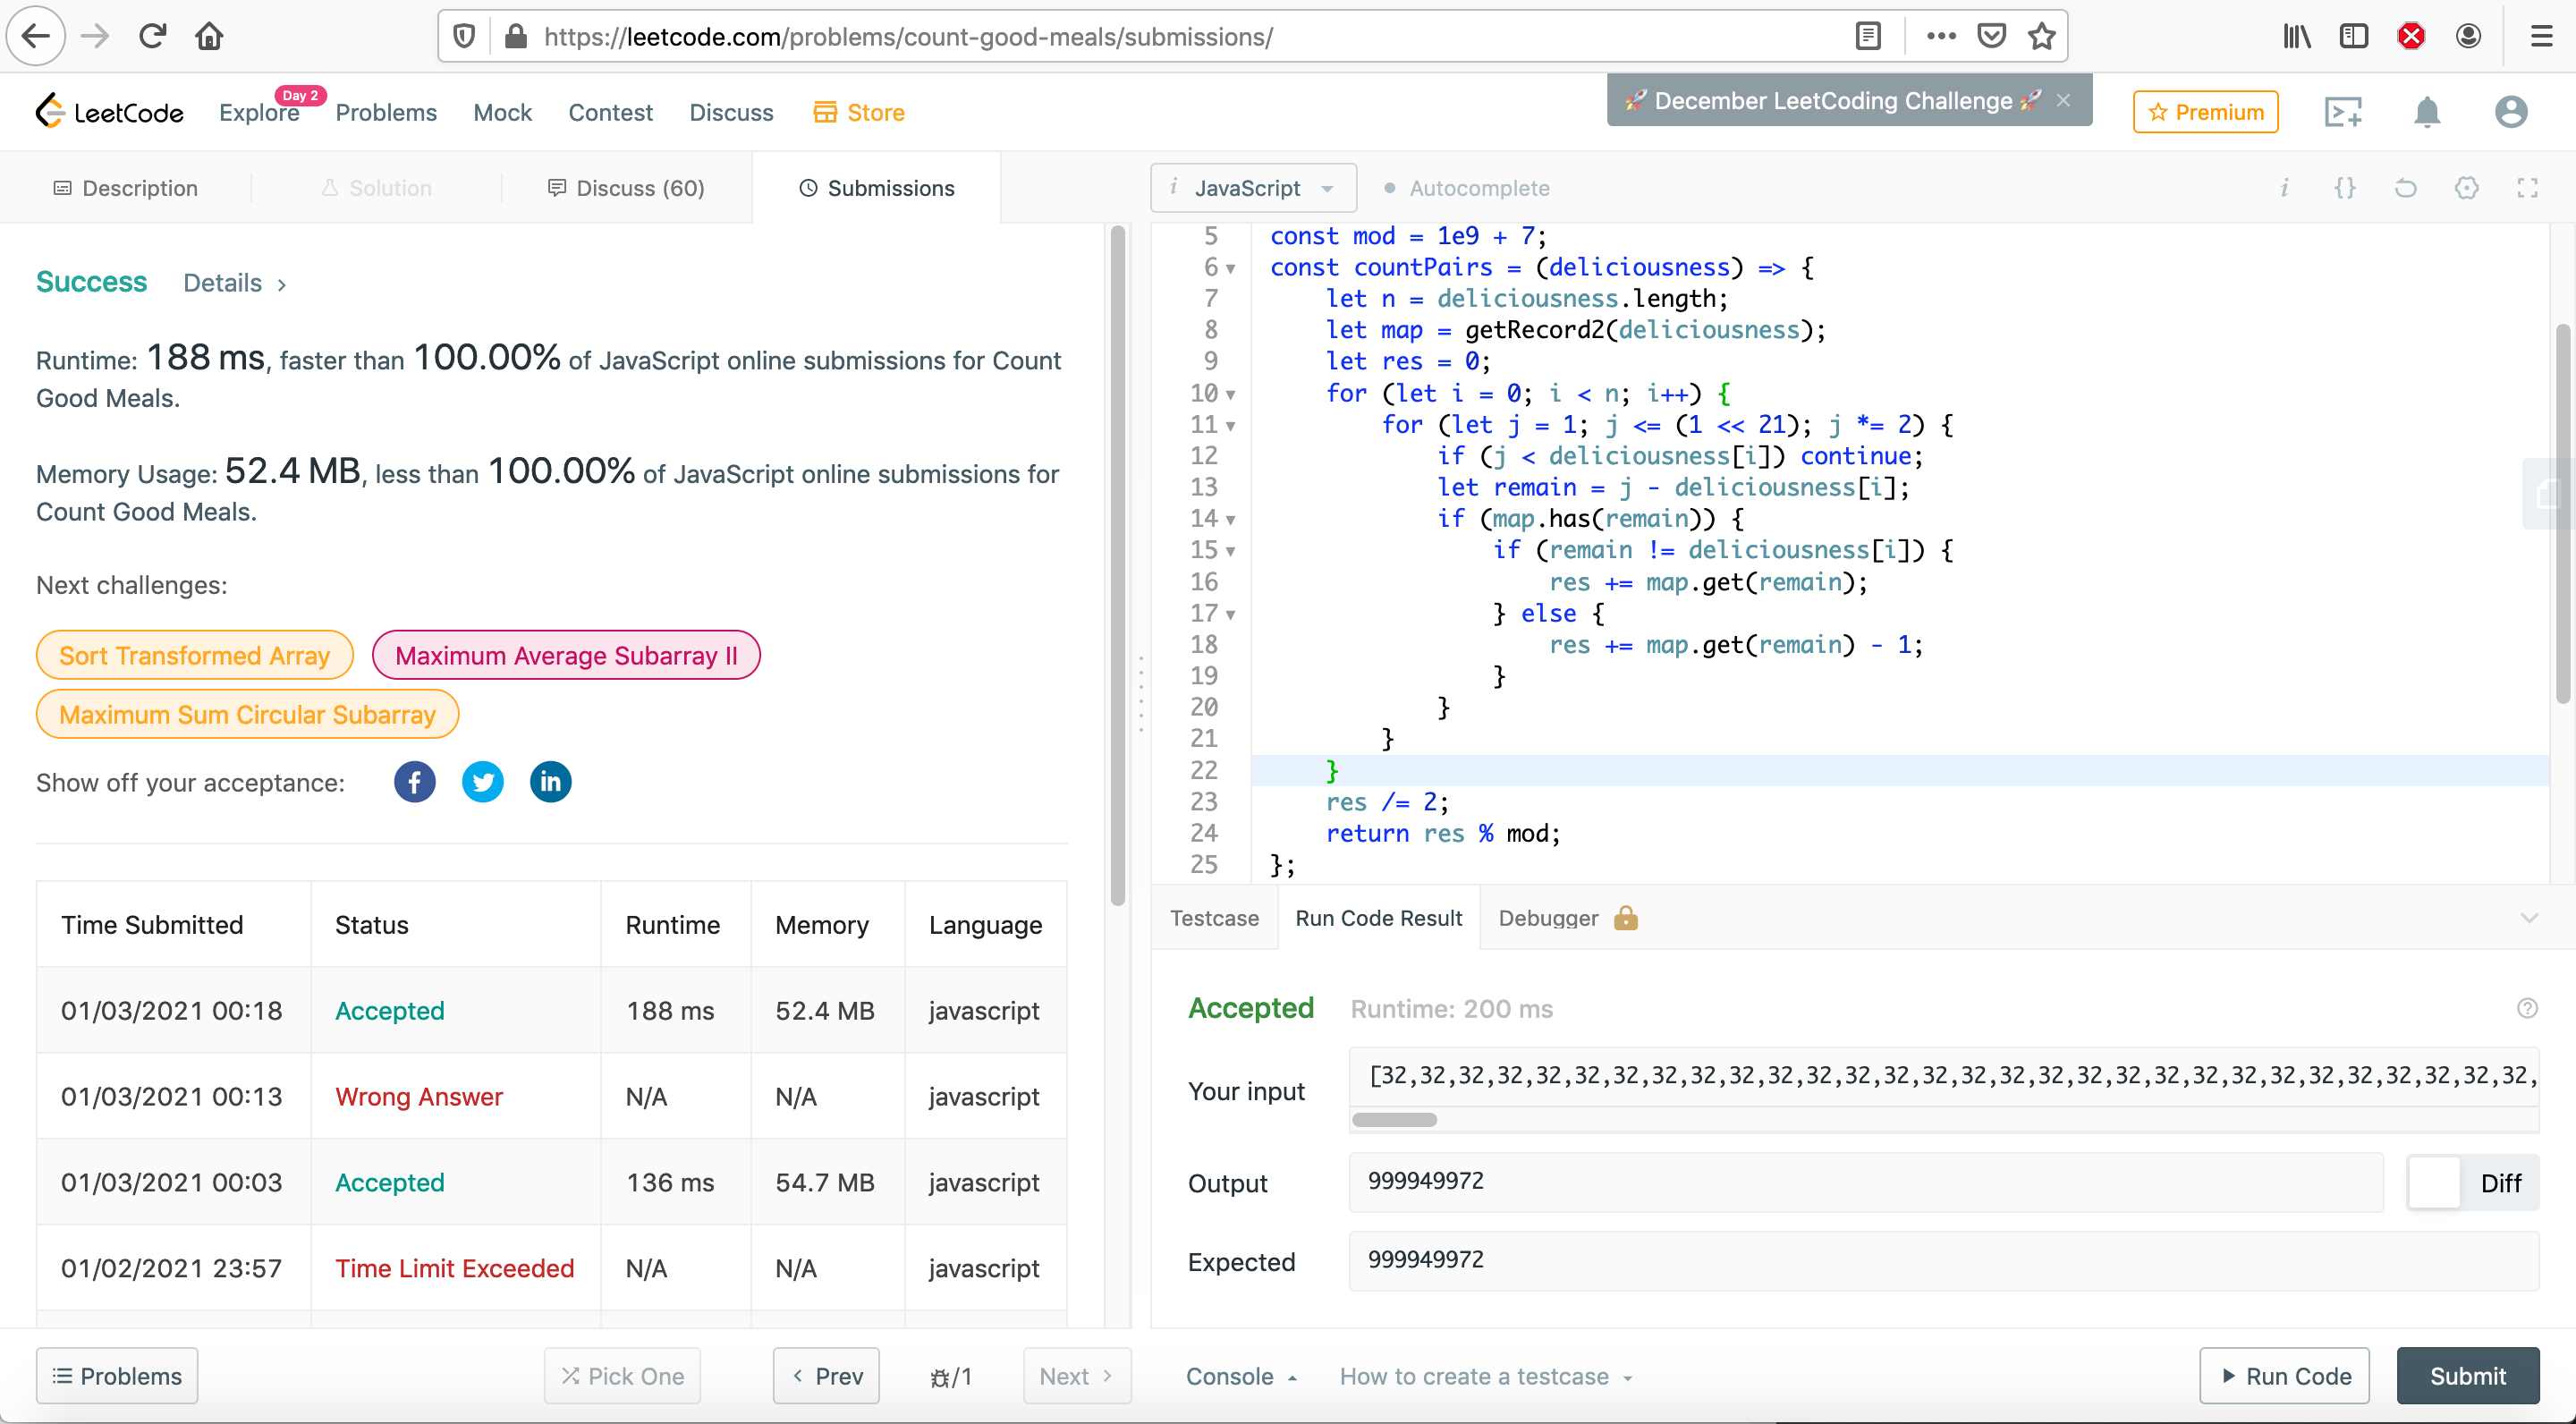 https://leetcode.com/problems/count-good-meals/submissions/
LeetCode
Explore
Day 2
Problems
Mock
Contest
Discuss
Store
🚀 December LeetCoding Challenge 🚀 ×
Premium
Description
Solution
Discuss (60)
Submissions
Success Details >
Runtime: 188 ms, faster than 100.00% of JavaScript online submissions for Count
Good Meals.
Memory Usage: 52.4 MB, less than 100.00% of JavaScript online submissions for
Count Good Meals.
Next challenges:
Sort Transformed Array
Maximum Average Subarray II
Maximum Sum Circular Subarray
Show off your acceptance:
Time Submitted Status Runtime Memory Language
01/03/2021 00:18 Accepted 188 ms 52.4 MB javascript
01/03/2021 00:13 Wrong Answer N/A N/A javascript
01/03/2021 00:03 Accepted 136 ms 54.7 MB javascript
01/02/2021 23:57 Time Limit Exceeded N/A N/A javascript
Problems
Pick One
< Prev
/1
Next >
i JavaScript
Autocomplete
5 const mod = 1e9 + 7;
6 const countPairs = (deliciousness) => {
7     let n = deliciousness.length;
8     let map = getRecord2(deliciousness);
9     let res = 0;
10     for (let i = 0; i < n; i++) {
11         for (let j = 1; j <= (1 << 21); j *= 2) {
12             if (j < deliciousness[i]) continue;
13             let remain = j - deliciousness[i];
14             if (map.has(remain)) {
15                 if (remain != deliciousness[i]) {
16                     res += map.get(remain);
17                 } else {
18                     res += map.get(remain) - 1;
19                 }
20             }
21         }
22     }
23     res /= 2;
24     return res % mod;
25 };
Testcase
Run Code Result
Debugger
Accepted Runtime: 200 ms
Your input
[32,32,32,32,32,32,32,32,32,32,32,32,32,32,32,32,32,32,32,32,32,32,32,32,32,32,32,32,32,32,
Output
999949972
Diff
Expected
999949972
Console
How to create a testcase
Run Code
Submit